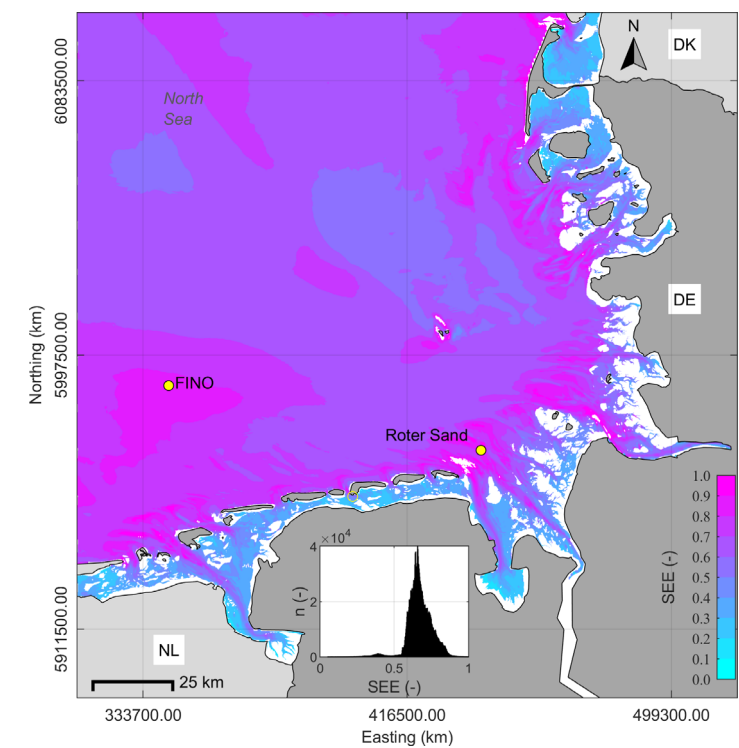 N
DK
North
Sea
6083500.00
DE
Northing (km)
5997500.00
FINO
Roter Sand
1.0
0.9
0.8
0.7
0.6
0.5
0.4
0.3
0.2
0.1
0.0
SEE (-)
×10⁴
4
2
0
n (-)
0 0.5 1
SEE (-)
5911500.00
NL
25 km
333700.00 416500.00 499300.00
Easting (km)